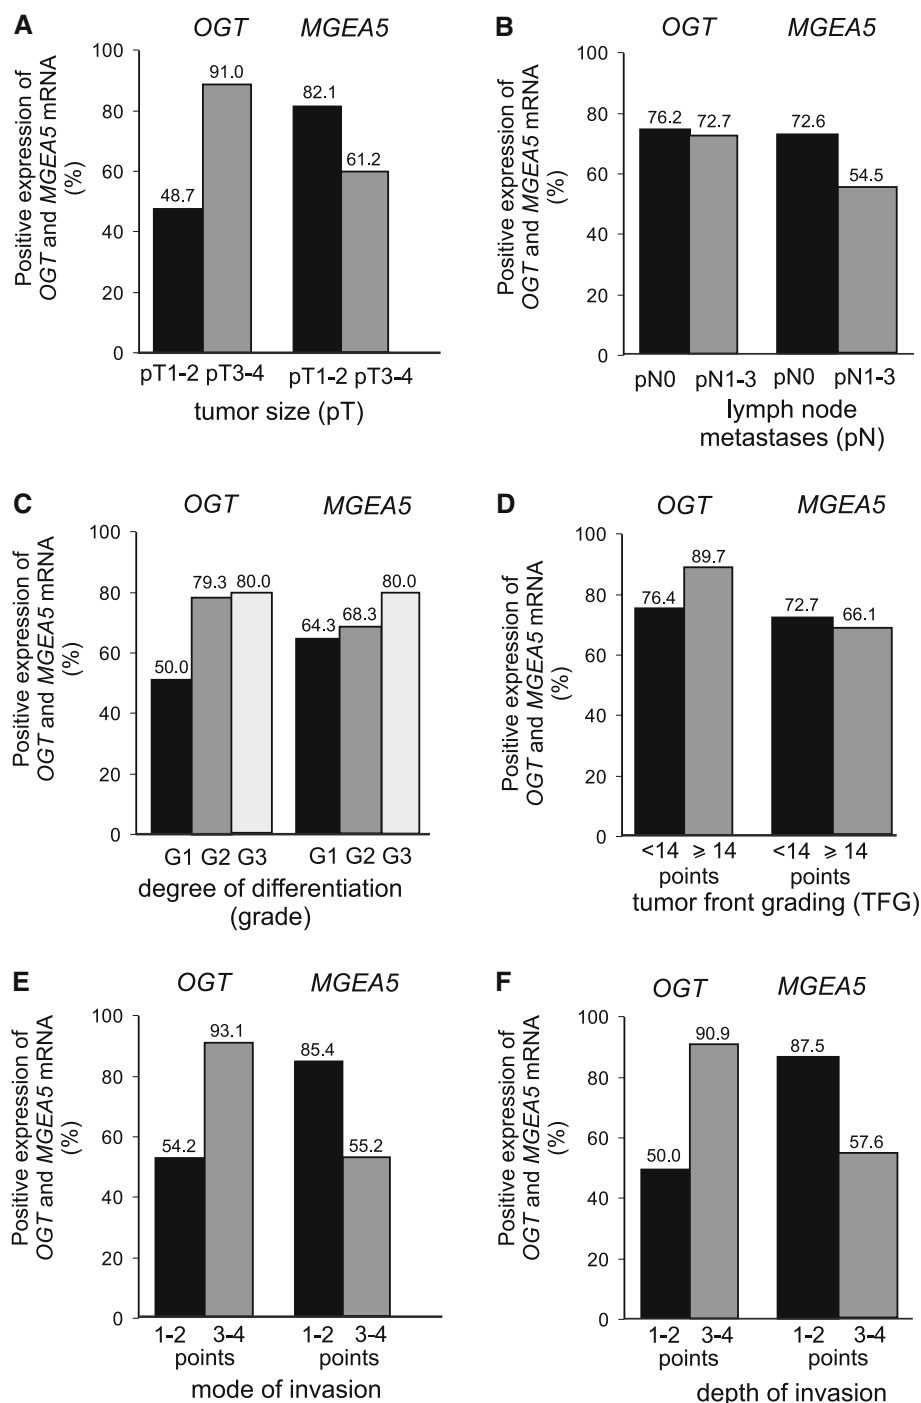 A
OGT MGEA5
Positive expression of
OGT and MGEA5 mRNA
(%)
100
80
60
40
20
0
48.7
91.0
82.1
61.2
pT1-2 pT3-4 pT1-2 pT3-4
tumor size (pT)
B
OGT MGEA5
Positive expression of
OGT and MGEA5 mRNA
(%)
100
80
60
40
20
0
76.2
72.7
72.6
54.5
pN0 pN1-3 pN0 pN1-3
lymph node
metastases (pN)
C
OGT MGEA5
Positive expression of
OGT and MGEA5 mRNA
(%)
100
80
60
40
20
0
50.0
79.3
80.0
64.3
68.3
80.0
G1 G2 G3 G1 G2 G3
degree of differentiation
(grade)
D
OGT MGEA5
Positive expression of
OGT and MGEA5 mRNA
(%)
100
80
60
40
20
0
76.4
89.7
72.7
66.1
<14 ⩾ 14 <14 ⩾ 14
points points
tumor front grading (TFG)
E
OGT MGEA5
Positive expression of
OGT and MGEA5 mRNA
(%)
100
80
60
40
20
0
54.2
93.1
85.4
55.2
1-2 3-4 1-2 3-4
points points
mode of invasion
F
OGT MGEA5
Positive expression of
OGT and MGEA5 mRNA
(%)
100
80
60
40
20
0
50.0
90.9
87.5
57.6
1-2 3-4 1-2 3-4
points points
depth of invasion